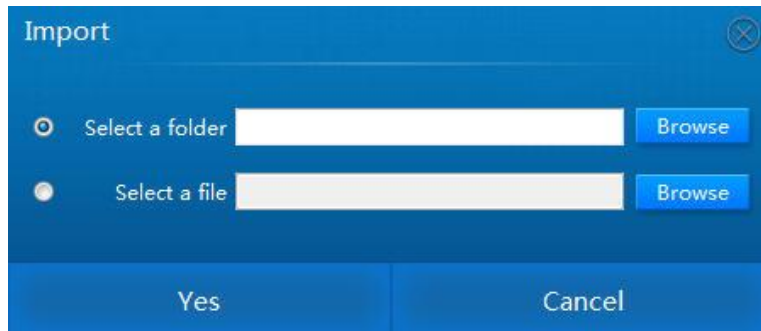 Import
Select a folder Browse
Select a file Browse
Yes Cancel